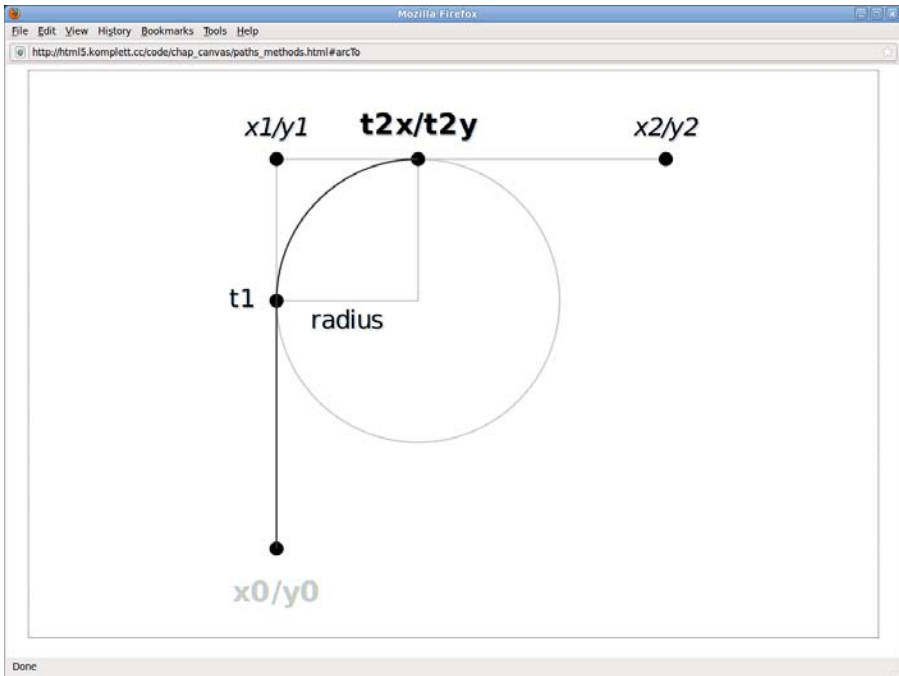 Mozilla Firefox
File Edit View History Bookmarks Tools Help
http://html5.komplett.cc/code/chap_canvas/paths_methods.html#arcTo
x1/y1 t2x/t2y x2/y2
t1
radius
x0/y0
Done